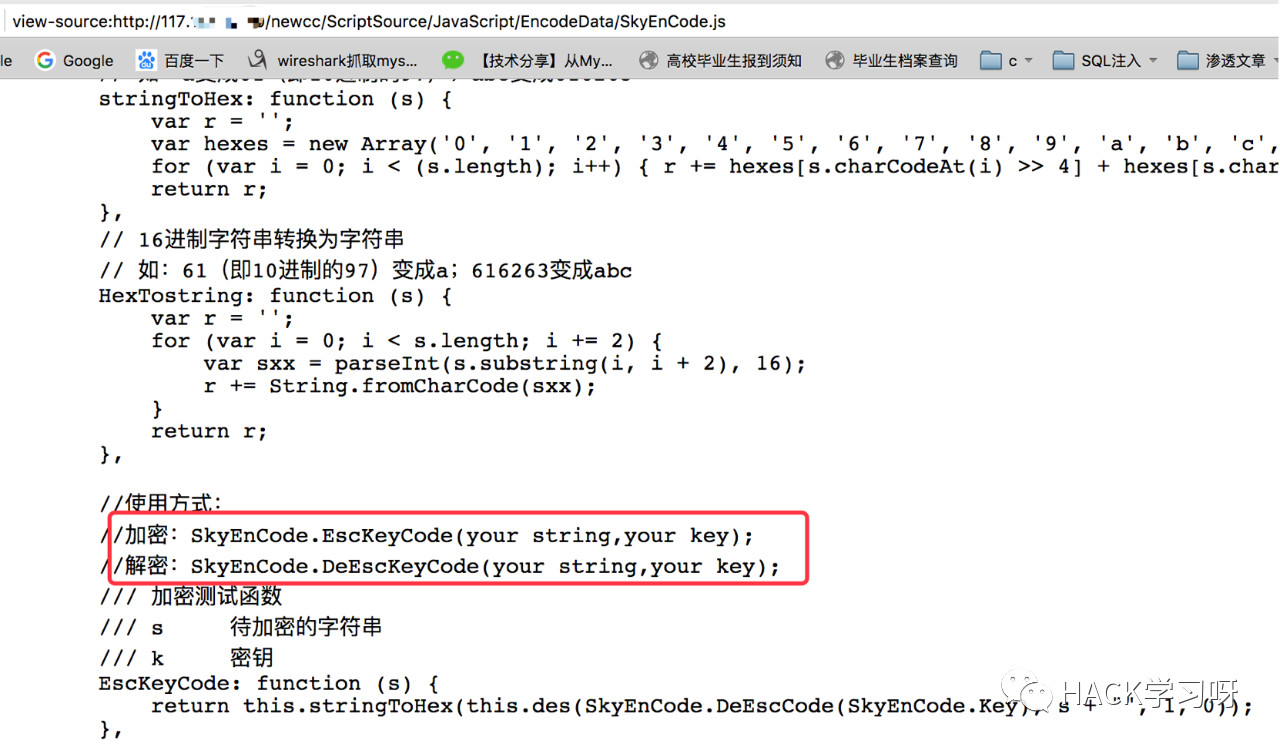 view-source:http://117. /newcc/ScriptSource/JavaScript/EncodeData/SkyEnCode.js
le Google 百度一下 wireshark抓取mys... 【技术分享】从My... 高校毕业生报到须知 毕业生档案查询 c SQL注入 渗透文章
stringToHex: function (s) {
var r = '';
var hexes = new Array('0', '1', '2', '3', '4', '5', '6', '7', '8', '9', 'a', 'b', 'c',
for (var i = 0; i < (s.length); i++) { r += hexes[s.charCodeAt(i) >> 4] + hexes[s.char
return r;
},
// 16进制字符串转换为字符串
// 如：61（即10进制的97）变成a；616263变成abc
HexTostring: function (s) {
var r = '';
for (var i = 0; i < s.length; i += 2) {
var sxx = parseInt(s.substring(i, i + 2), 16);
r += String.fromCharCode(sxx);
}
return r;
},
//使用方式：
//加密：SkyEnCode.EscKeyCode(your string,your key);
//解密：SkyEnCode.DeEscKeyCode(your string,your key);
/// 加密测试函数
/// s 待加密的字符串
/// k 密钥
EscKeyCode: function (s) {
return this.stringToHex(this.des(SkyEnCode.DeEscCode(SkyEnCode.Key), s + "", 1, 0));
},
HACK学习呀